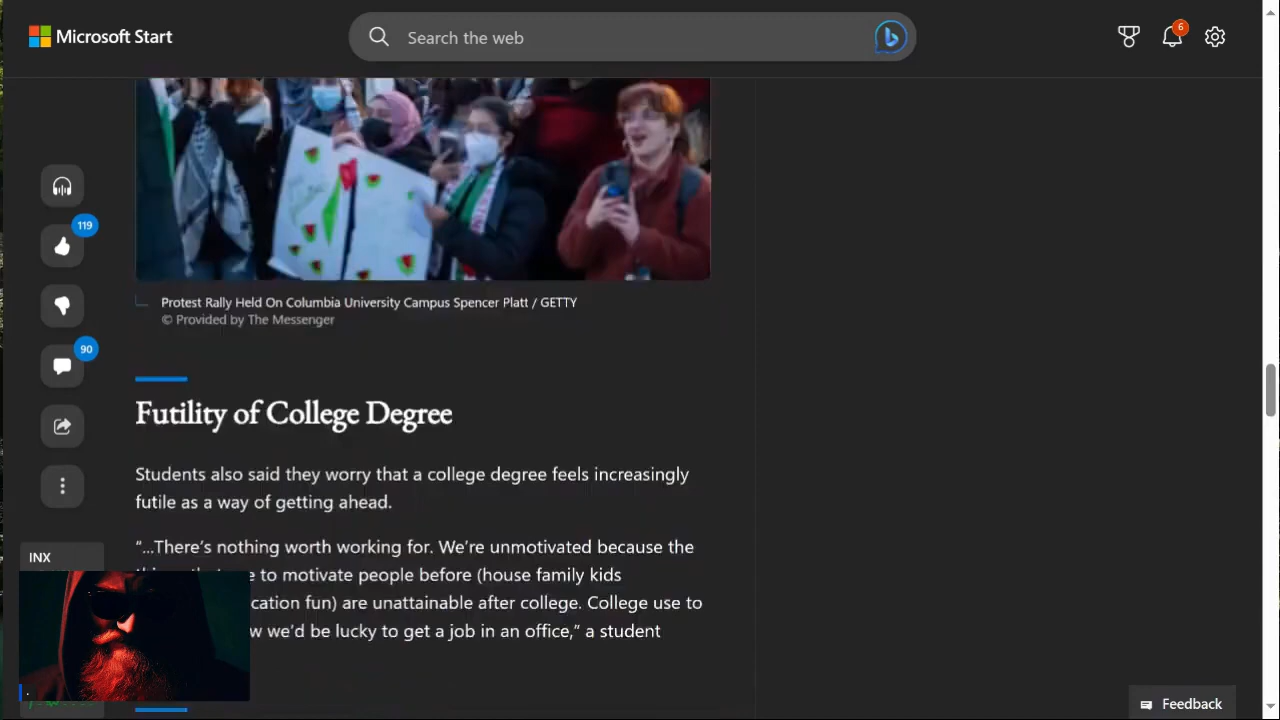 Microsoft Start
Search the web
6
119
90
Protest Rally Held On Columbia University Campus Spencer Platt / GETTY
© Provided by The Messenger
Futility of College Degree
Students also said they worry that a college degree feels increasingly
futile as a way of getting ahead.
“...There’s nothing worth working for. We’re unmotivated because the
to motivate people before (house family kids
fun) are unattainable after college. College use to
we’d be lucky to get a job in an office,” a student
INX
Feedback